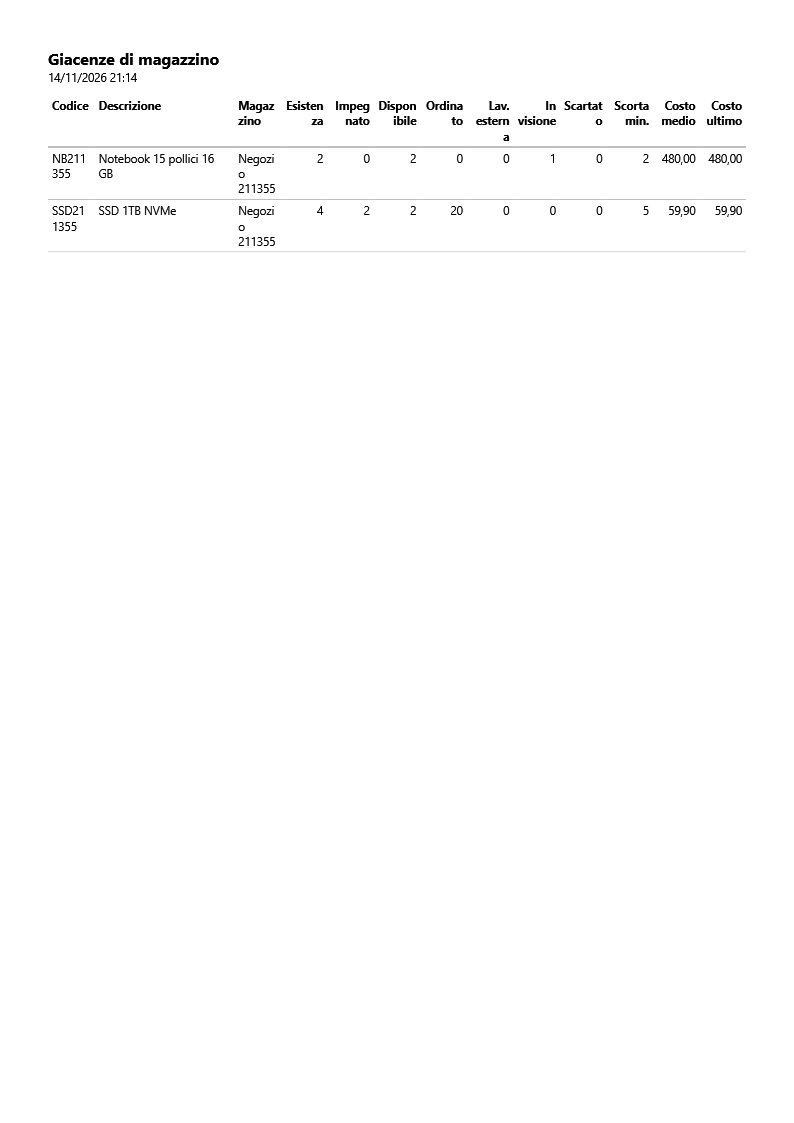 Giacenze di magazzino
14/11/2026 21:14
Codice Descrizione Magaz Esisten Impeg Dispon Ordina Lav. In Scartat Scorta Costo Costo
zino za nato ibile to estern visione o min. medio ultimo
a
NB211 Notebook 15 pollici 16 Negozi 2 0 2 0 0 1 0 2 480,00 480,00
355 GB o
211355
SSD21 SSD 1TB NVMe Negozi 4 2 2 20 0 0 0 5 59,90 59,90
1355 o
211355